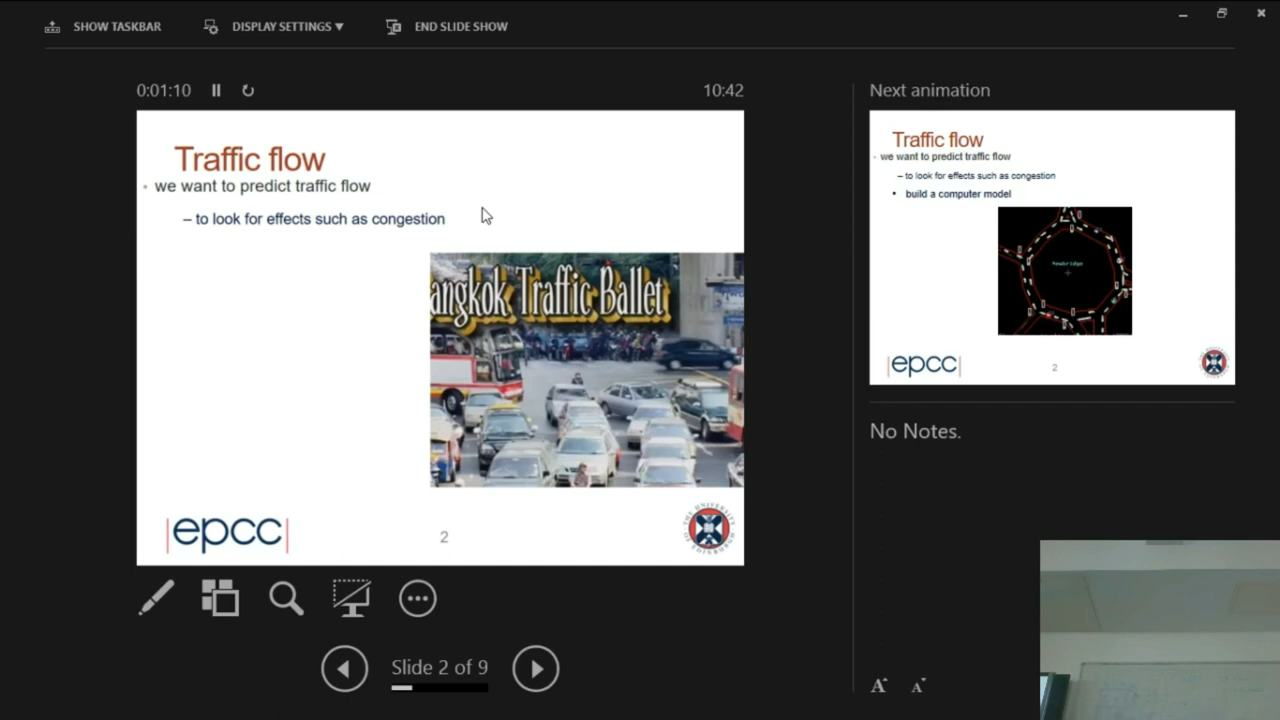 SHOW TASKBAR
DISPLAY SETTINGS ▼
END SLIDE SHOW
0:01:10
10:42
Traffic flow
• we want to predict traffic flow
– to look for effects such as congestion
angkok Traffic Ballet
|epcc|
2
Slide 2 of 9
Next animation
Traffic flow
- we want to predict traffic flow
– to look for effects such as congestion
• build a computer model
|epcc|
2
No Notes.
A A